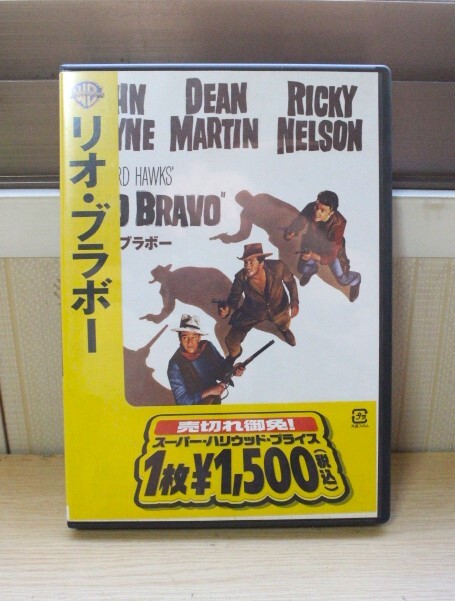 リオ・ブラボー
AN DEAN RICKY
YNE MARTIN NELSON
RD HAWKS'
O BRAVO"
ブラボー
売切れ御免!
スーパー・ハリウッド・プライス
1枚¥1,500(税込)